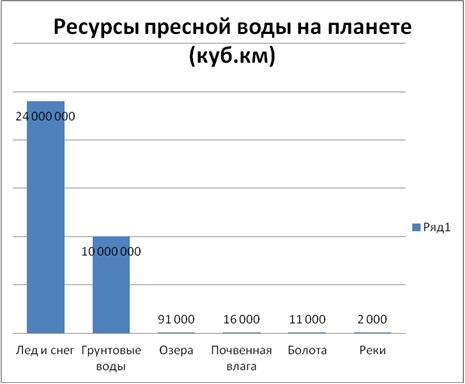 Ресурсы пресной воды на планете
(куб.км)
24 000 000
10 000 000
91 000
16 000
11 000
2 000
Ряд1
Лед и снег
Грунтовые
воды
Озера
Почвенная
влага
Болота
Реки